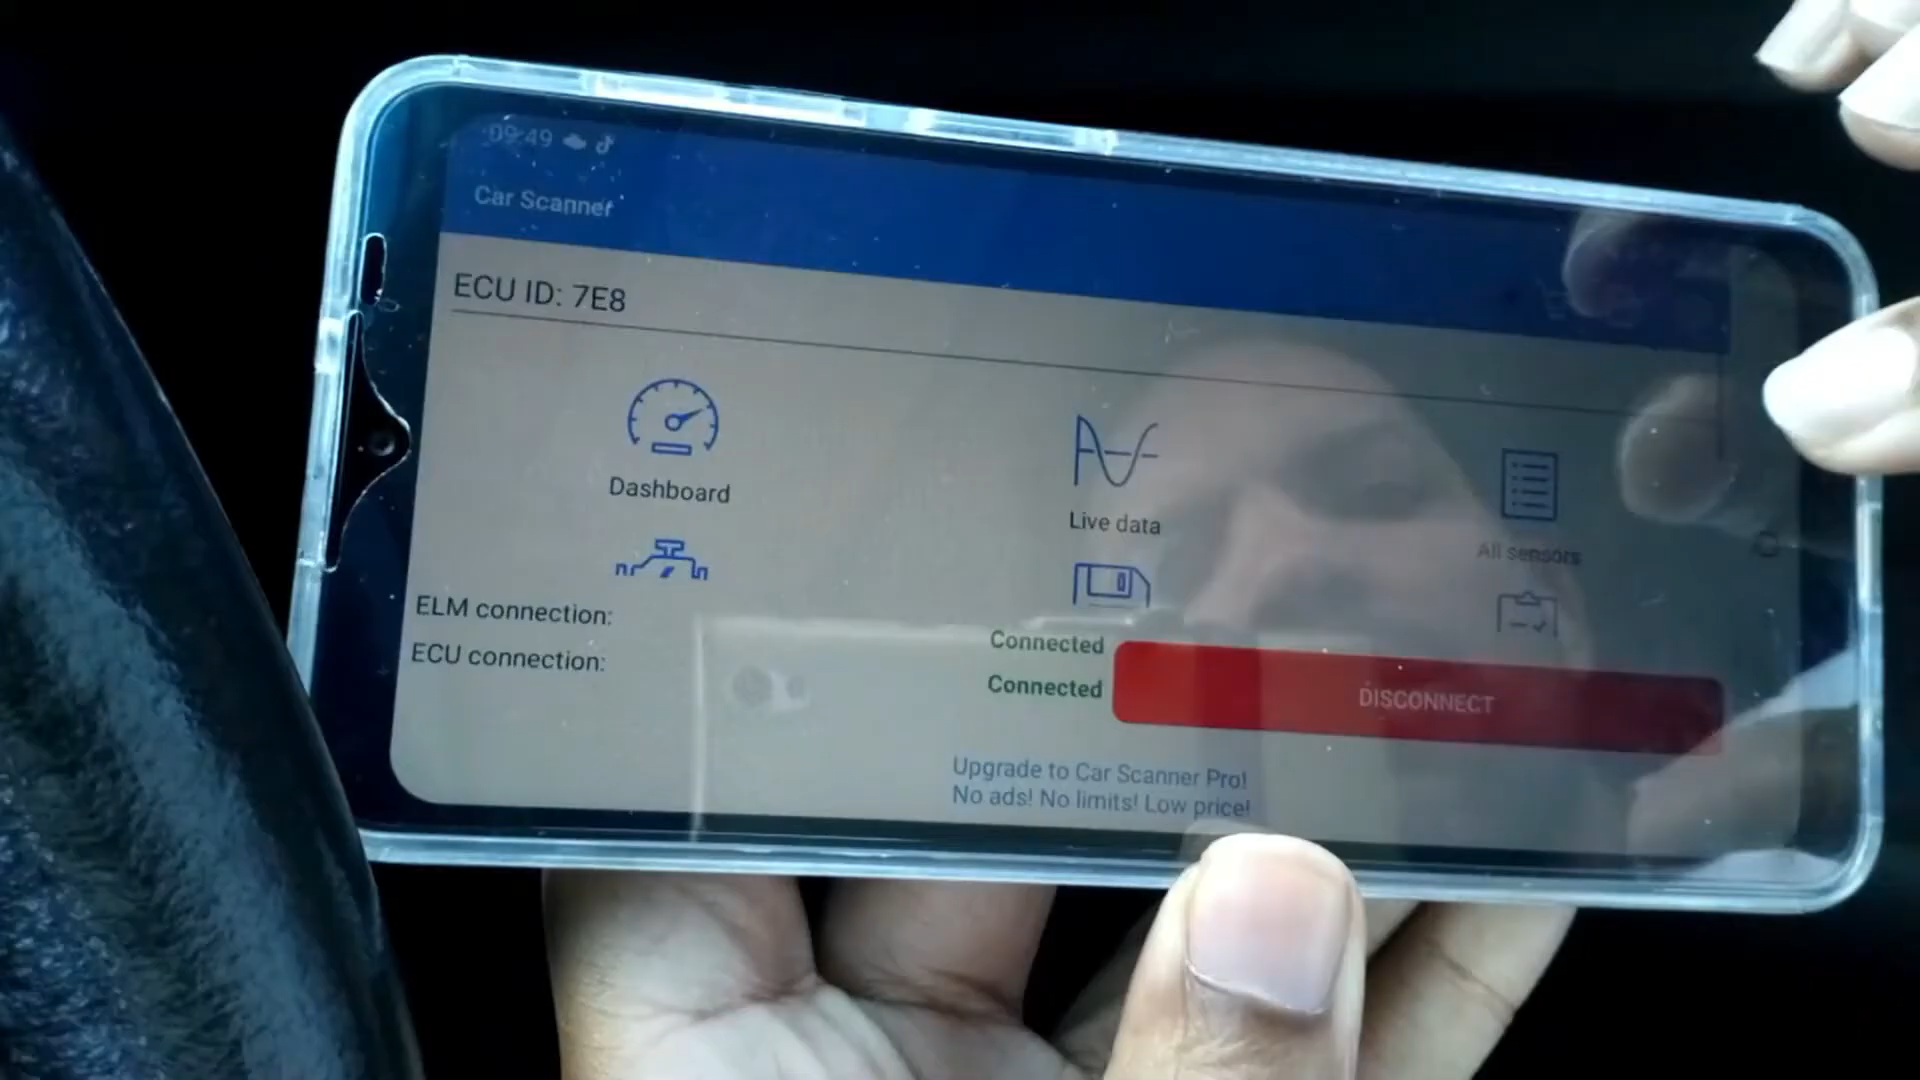 09:49
Car Scanner
ECU ID: 7E8
Dashboard
Live data
All sensors
ELM connection:
Connected
ECU connection:
Connected
DISCONNECT
Upgrade to Car Scanner Pro!
No ads! No limits! Low price!